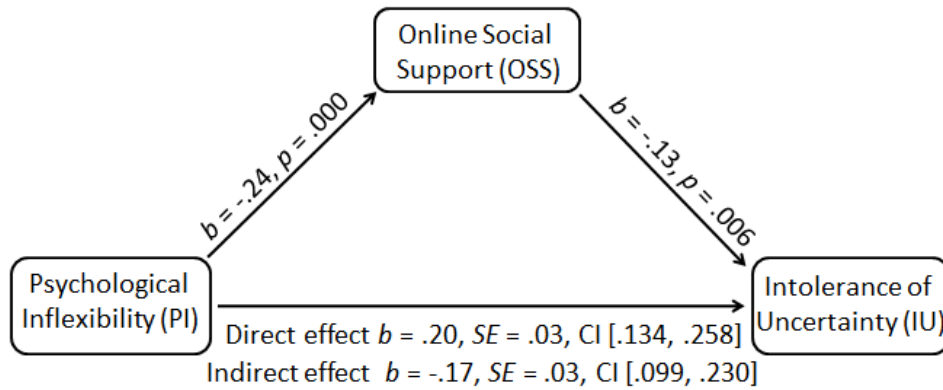 Online Social
Support (OSS)
b = -.24, p = .000
b = -.13, p = .006
Psychological
Inflexibility (PI)
Intolerance of
Uncertainty (IU)
Direct effect b = .20, SE = .03, CI [.134, .258]
Indirect effect b = -.17, SE = .03, CI [.099, .230]